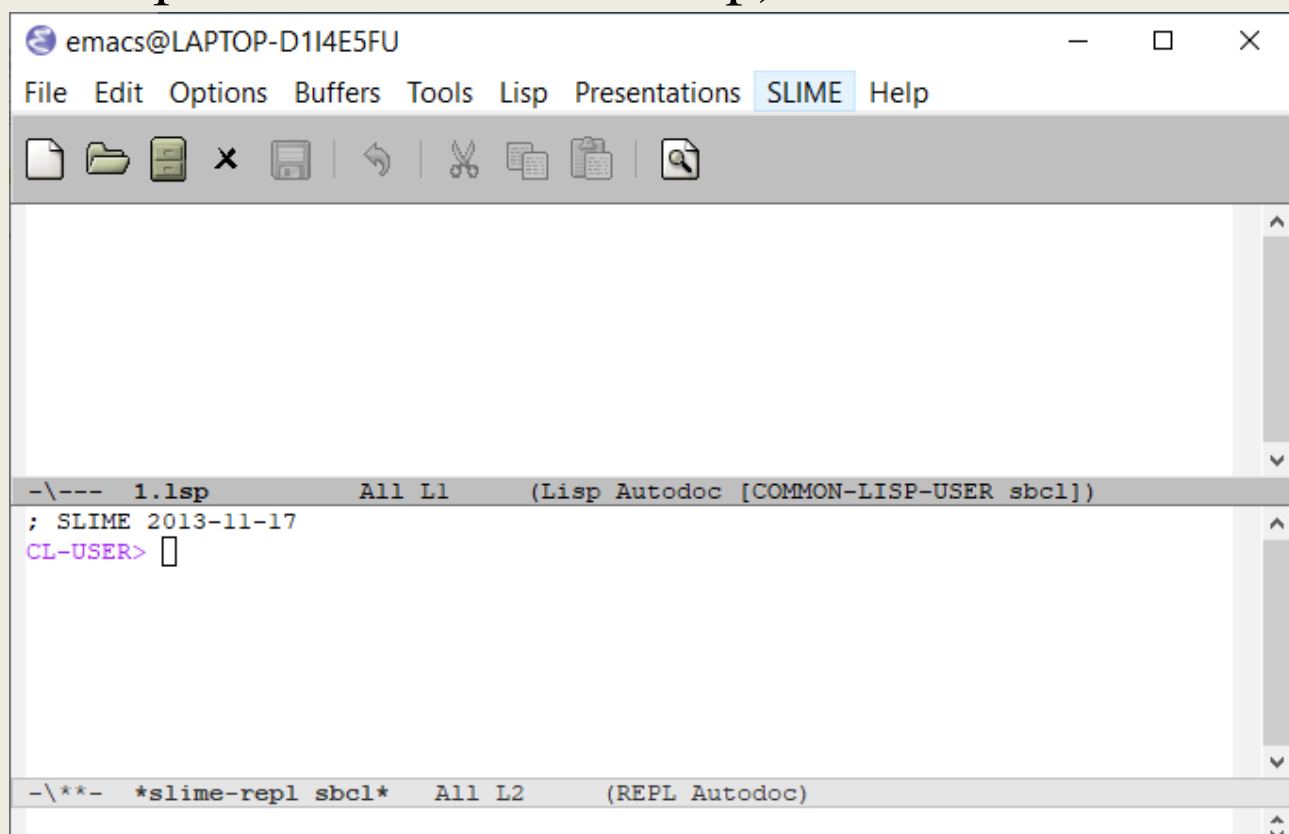 emacs@LAPTOP-D1I4E5FU
File Edit Options Buffers Tools Lisp Presentations SLIME Help
-\--- 1.lsp All L1 (Lisp Autodoc [COMMON-LISP-USER sbcl])
; SLIME 2013-11-17
CL-USER>
-\**- *slime-repl sbcl* All L2 (REPL Autodoc)